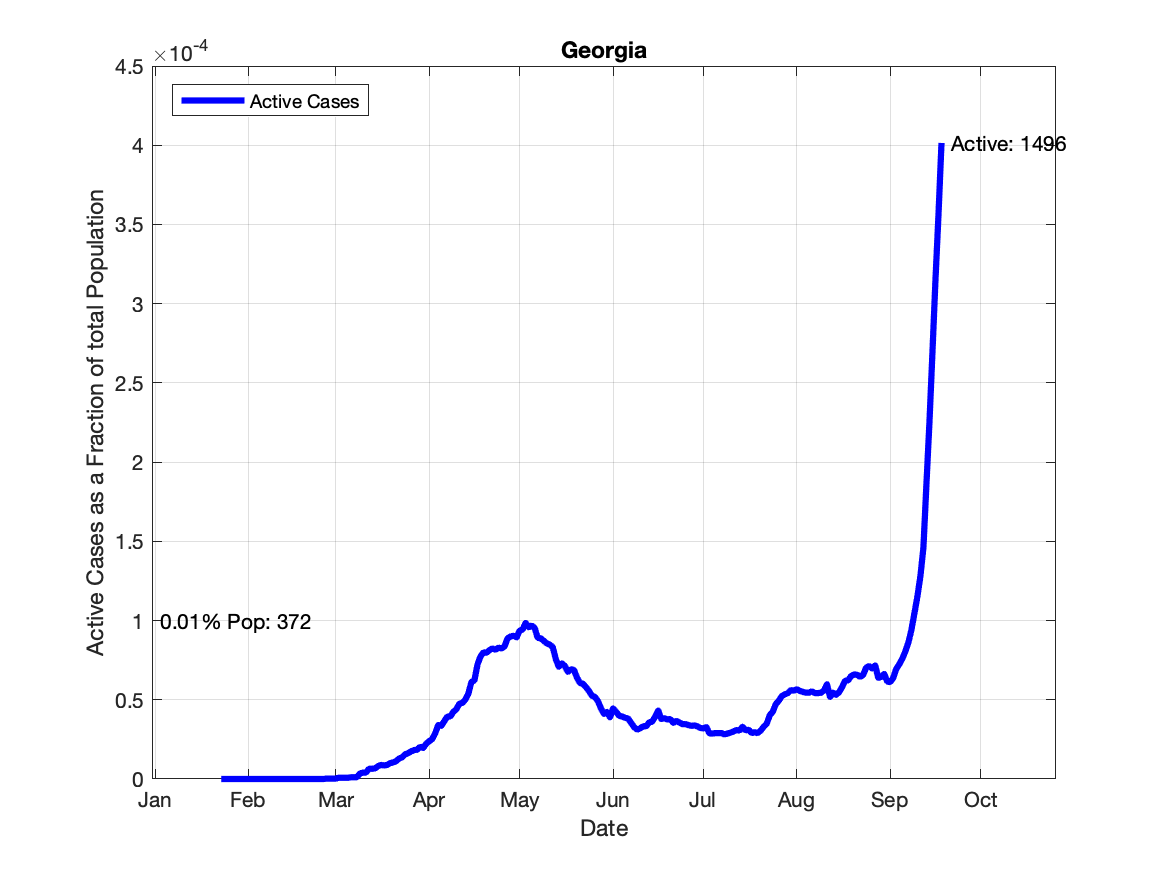 Georgia
×10-4
4.5
4
3.5
3
2.5
2
1.5
1
0.5
0
Active Cases
Active: 1496
0.01% Pop: 372
Active Cases as a Fraction of total Population
Jan Feb Mar Apr May Jun Jul Aug Sep Oct
Date